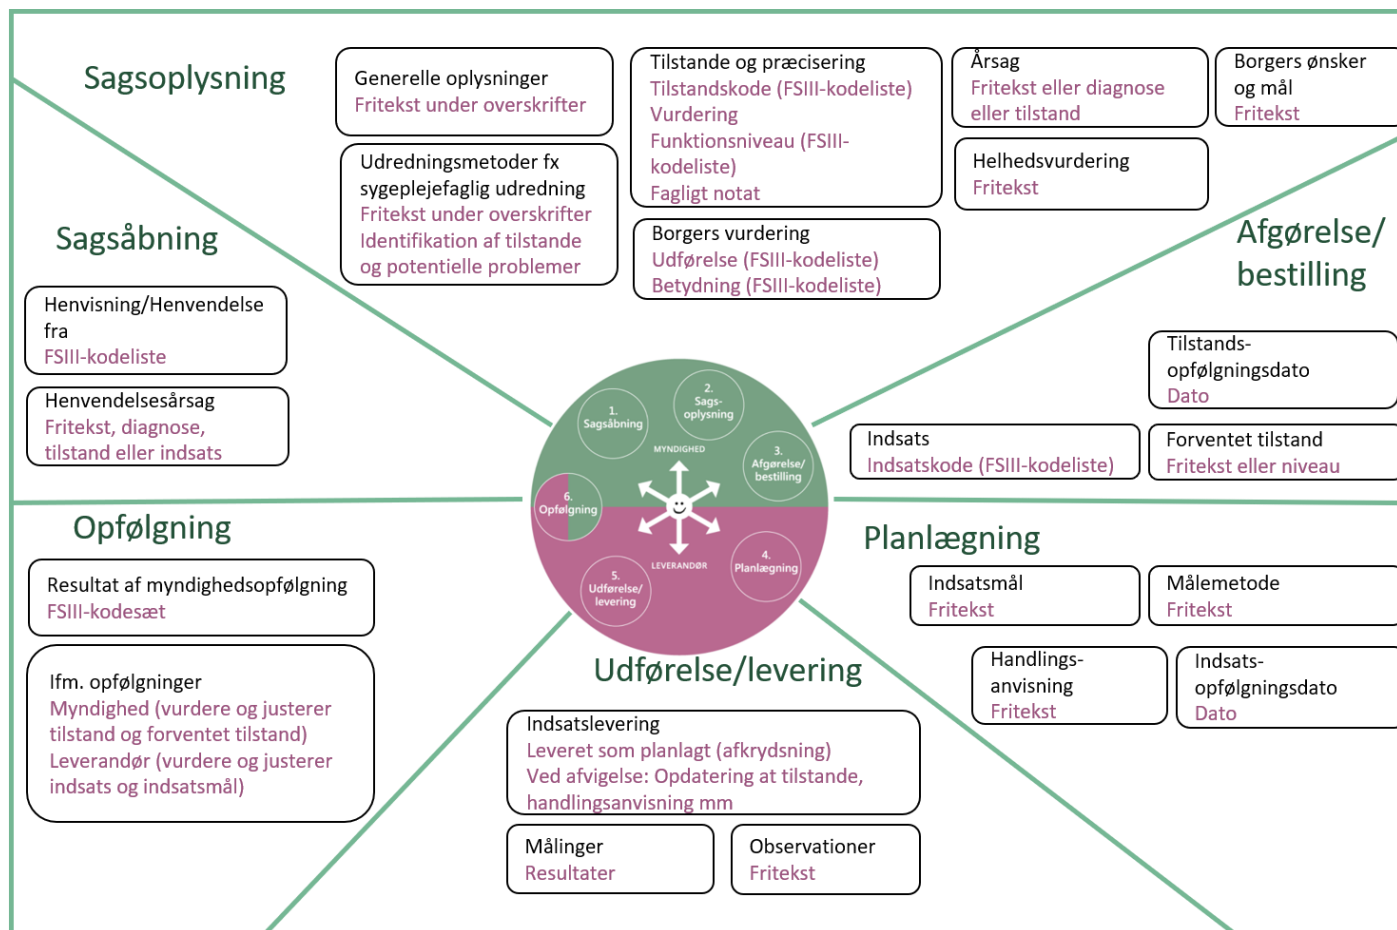 Sagsoplysning
Generelle oplysninger
Fritekst under overskrifter
Udredningsmetoder fx
sygeplejefaglig udredning
Fritekst under overskrifter
Identifikation af tilstande
og potentielle problemer
Tilstande og præcisering
Tilstandskode (FSIII-kodeliste)
Vurdering
Funktionsniveau (FSIII-
kodeliste)
Fagligt notat
Borgers vurdering
Udførelse (FSIII-kodeliste)
Betydning (FSIII-kodeliste)
Årsag
Fritekst eller diagnose
eller tilstand
Helhedsvurdering
Fritekst
Borgers ønsker
og mål
Fritekst
Sagsåbning
Henvisning/Henvendelse
fra
FSIII-kodeliste
Henvendelsesårsag
Fritekst, diagnose,
tilstand eller indsats
Afgørelse/
bestilling
Tilstands-
opfølgningsdato
Dato
Indsats
Indsatskode (FSIII-kodeliste)
Forventet tilstand
Fritekst eller niveau
1.
Sagsåbning
2.
Sags-
oplysning
MYNDIGHED
3.
Afgørelse/
bestilling
6.
Opfølgning
LEVERANDØR
4.
Planlægning
5.
Udførelse/
levering
Opfølgning
Resultat af myndighedsopfølgning
FSIII-kodesæt
Ifm. opfølgninger
Myndighed (vurdere og justerer
tilstand og forventet tilstand)
Leverandør (vurdere og justerer
indsats og indsatsmål)
Planlægning
Indsatsmål
Fritekst
Målemetode
Fritekst
Handlings-
anvisning
Fritekst
Indsats-
opfølgningsdato
Dato
Udførelse/levering
Indsatslevering
Leveret som planlagt (afkrydsning)
Ved afvigelse: Opdatering at tilstande,
handlingsanvisning mm
Målinger
Resultater
Observationer
Fritekst